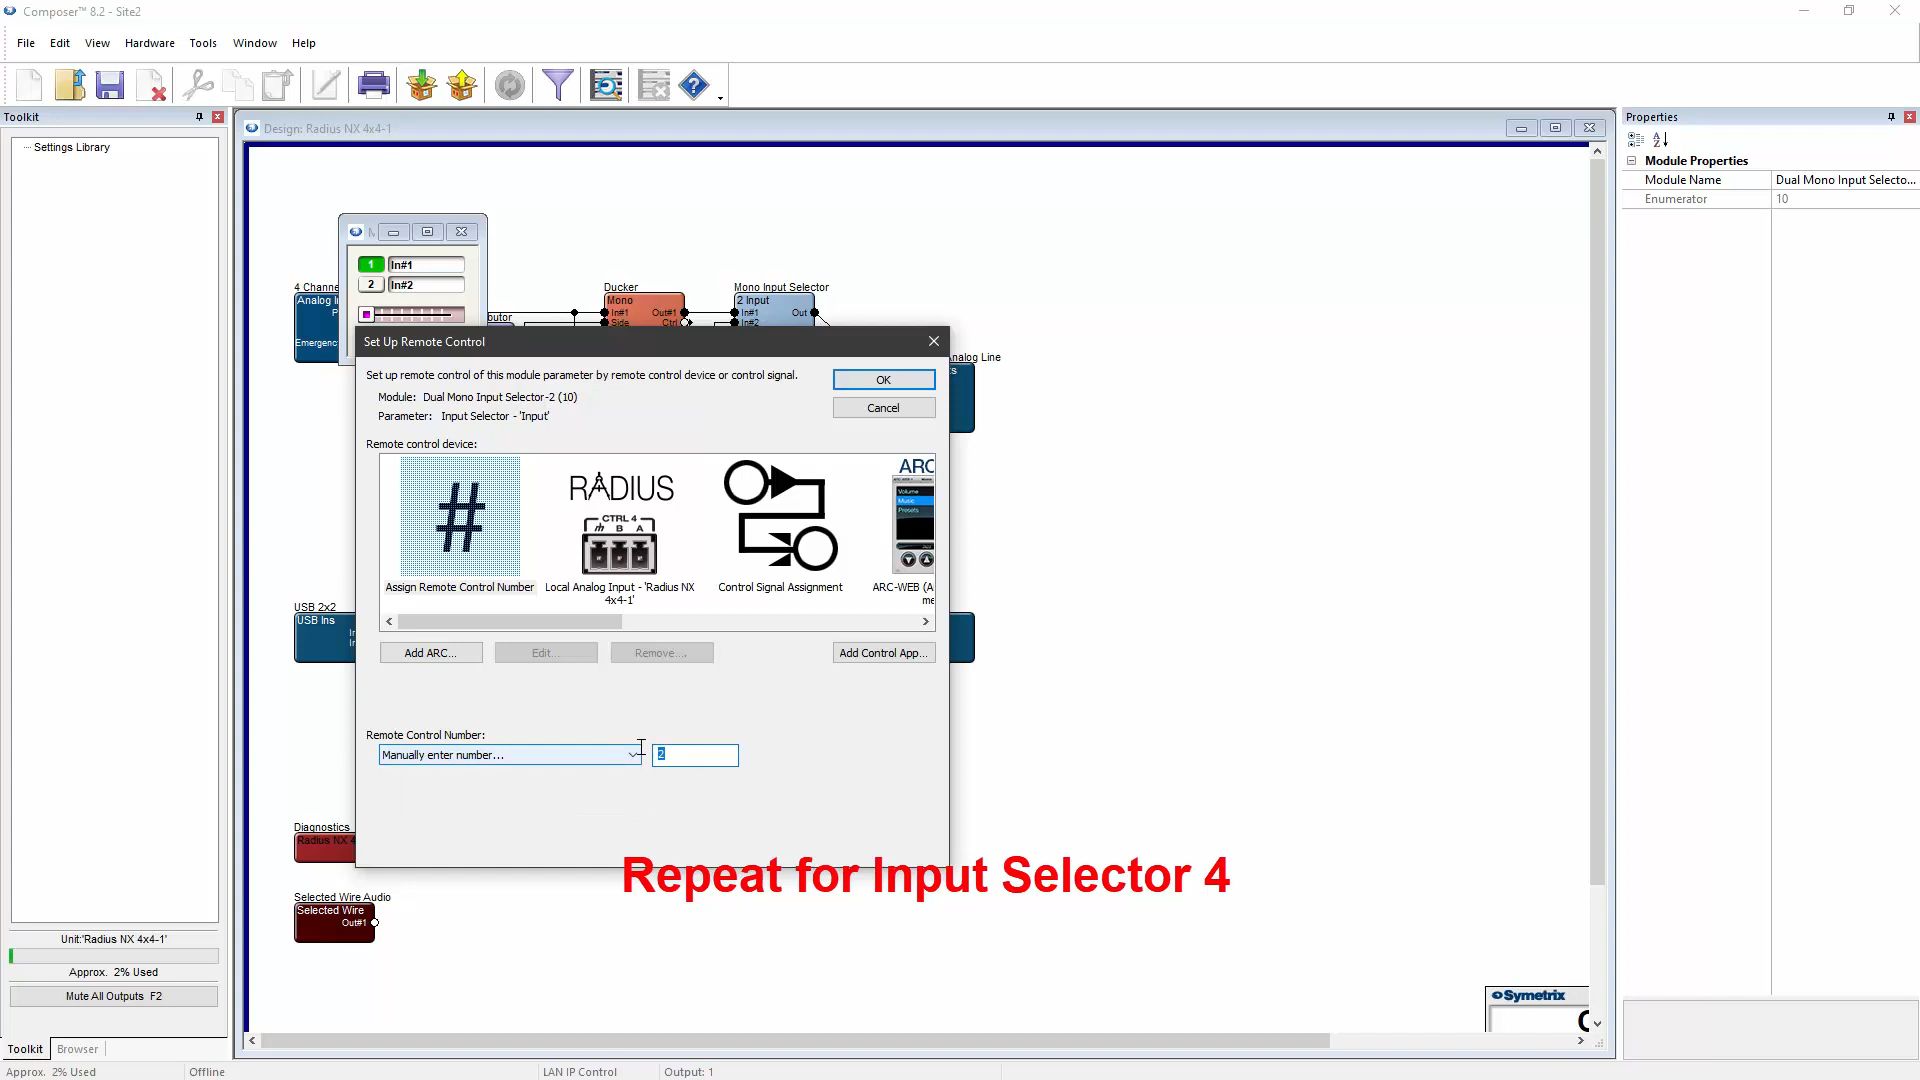 Composer™ 8.2 - Site2
File Edit View Hardware Tools Window Help
Toolkit
Settings Library
Unit:'Radius NX 4x4-1'
Approx. 2% Used
Mute All Outputs F2
Toolkit Browser
Design: Radius NX 4x4-1
1 In#1
2 In#2
4 Channe
Analog I
Emergenc
butor
Ducker
Mono
In#1 Out#1
Side Ctrl
Mono Input Selector
2 Input
In#1 Out
In#2
Analog Line
USB 2x2
USB Ins
Diagnostics
Radius NX 4
Selected Wire Audio
Selected Wire
Out#1
Set Up Remote Control
Set up remote control of this module parameter by remote control device or control signal.
Module: Dual Mono Input Selector-2 (10)
Parameter: Input Selector - 'Input'
OK
Cancel
Remote control device:
#
Assign Remote Control Number
RADIUS
CTRL 4
B A
Local Analog Input - 'Radius NX
4x4-1'
Control Signal Assignment
ARC
Volume
Music
Presets
ARC-WEB (A
me
Add ARC... Edit... Remove... Add Control App...
Remote Control Number:
Manually enter number... 2
Repeat for Input Selector 4
Symetrix
Properties
Module Properties
Module Name Dual Mono Input Selecto...
Enumerator 10
Approx. 2% Used Offline LAN IP Control Output: 1